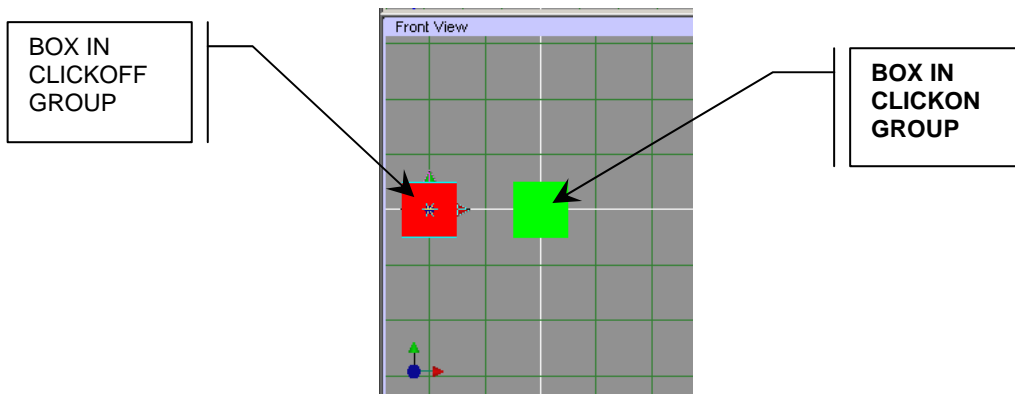 Front View
BOX IN
CLICKOFF
GROUP
BOX IN
CLICKON
GROUP